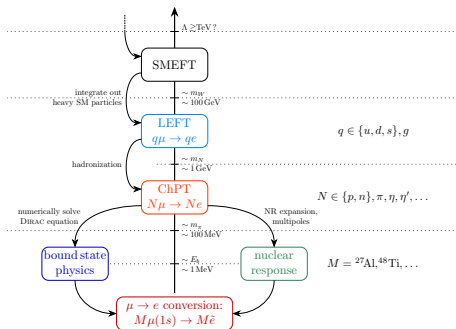 Λ ≳TeV ?
SMEFT
integrate out
heavy SM particles
∼ m_W
∼ 100 GeV
LEFT
qμ → qe
q ∈ {u, d, s}, g
hadronization
∼ m_N
∼ 1 GeV
ChPT
Nμ → Ne
N ∈ {p, n}, π, η, η′, …
numerically solve
DIRAC equation
NR expansion,
multipoles
∼ m_π
∼ 100 MeV
bound state
physics
∼ E_b
∼ 1 MeV
nuclear
response
M = ²⁷Al, ⁴⁸Ti, …
μ → e conversion:
Mμ(1s) → Mẽ